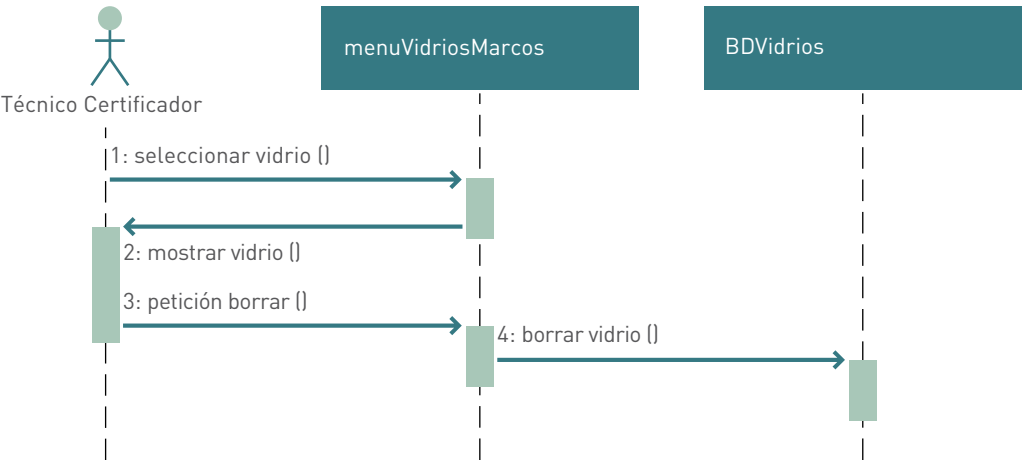 menuVidriosMarcos
BDVidrios
Técnico Certificador
1: seleccionar vidrio ()
2: mostrar vidrio ()
3: petición borrar ()
4: borrar vidrio ()